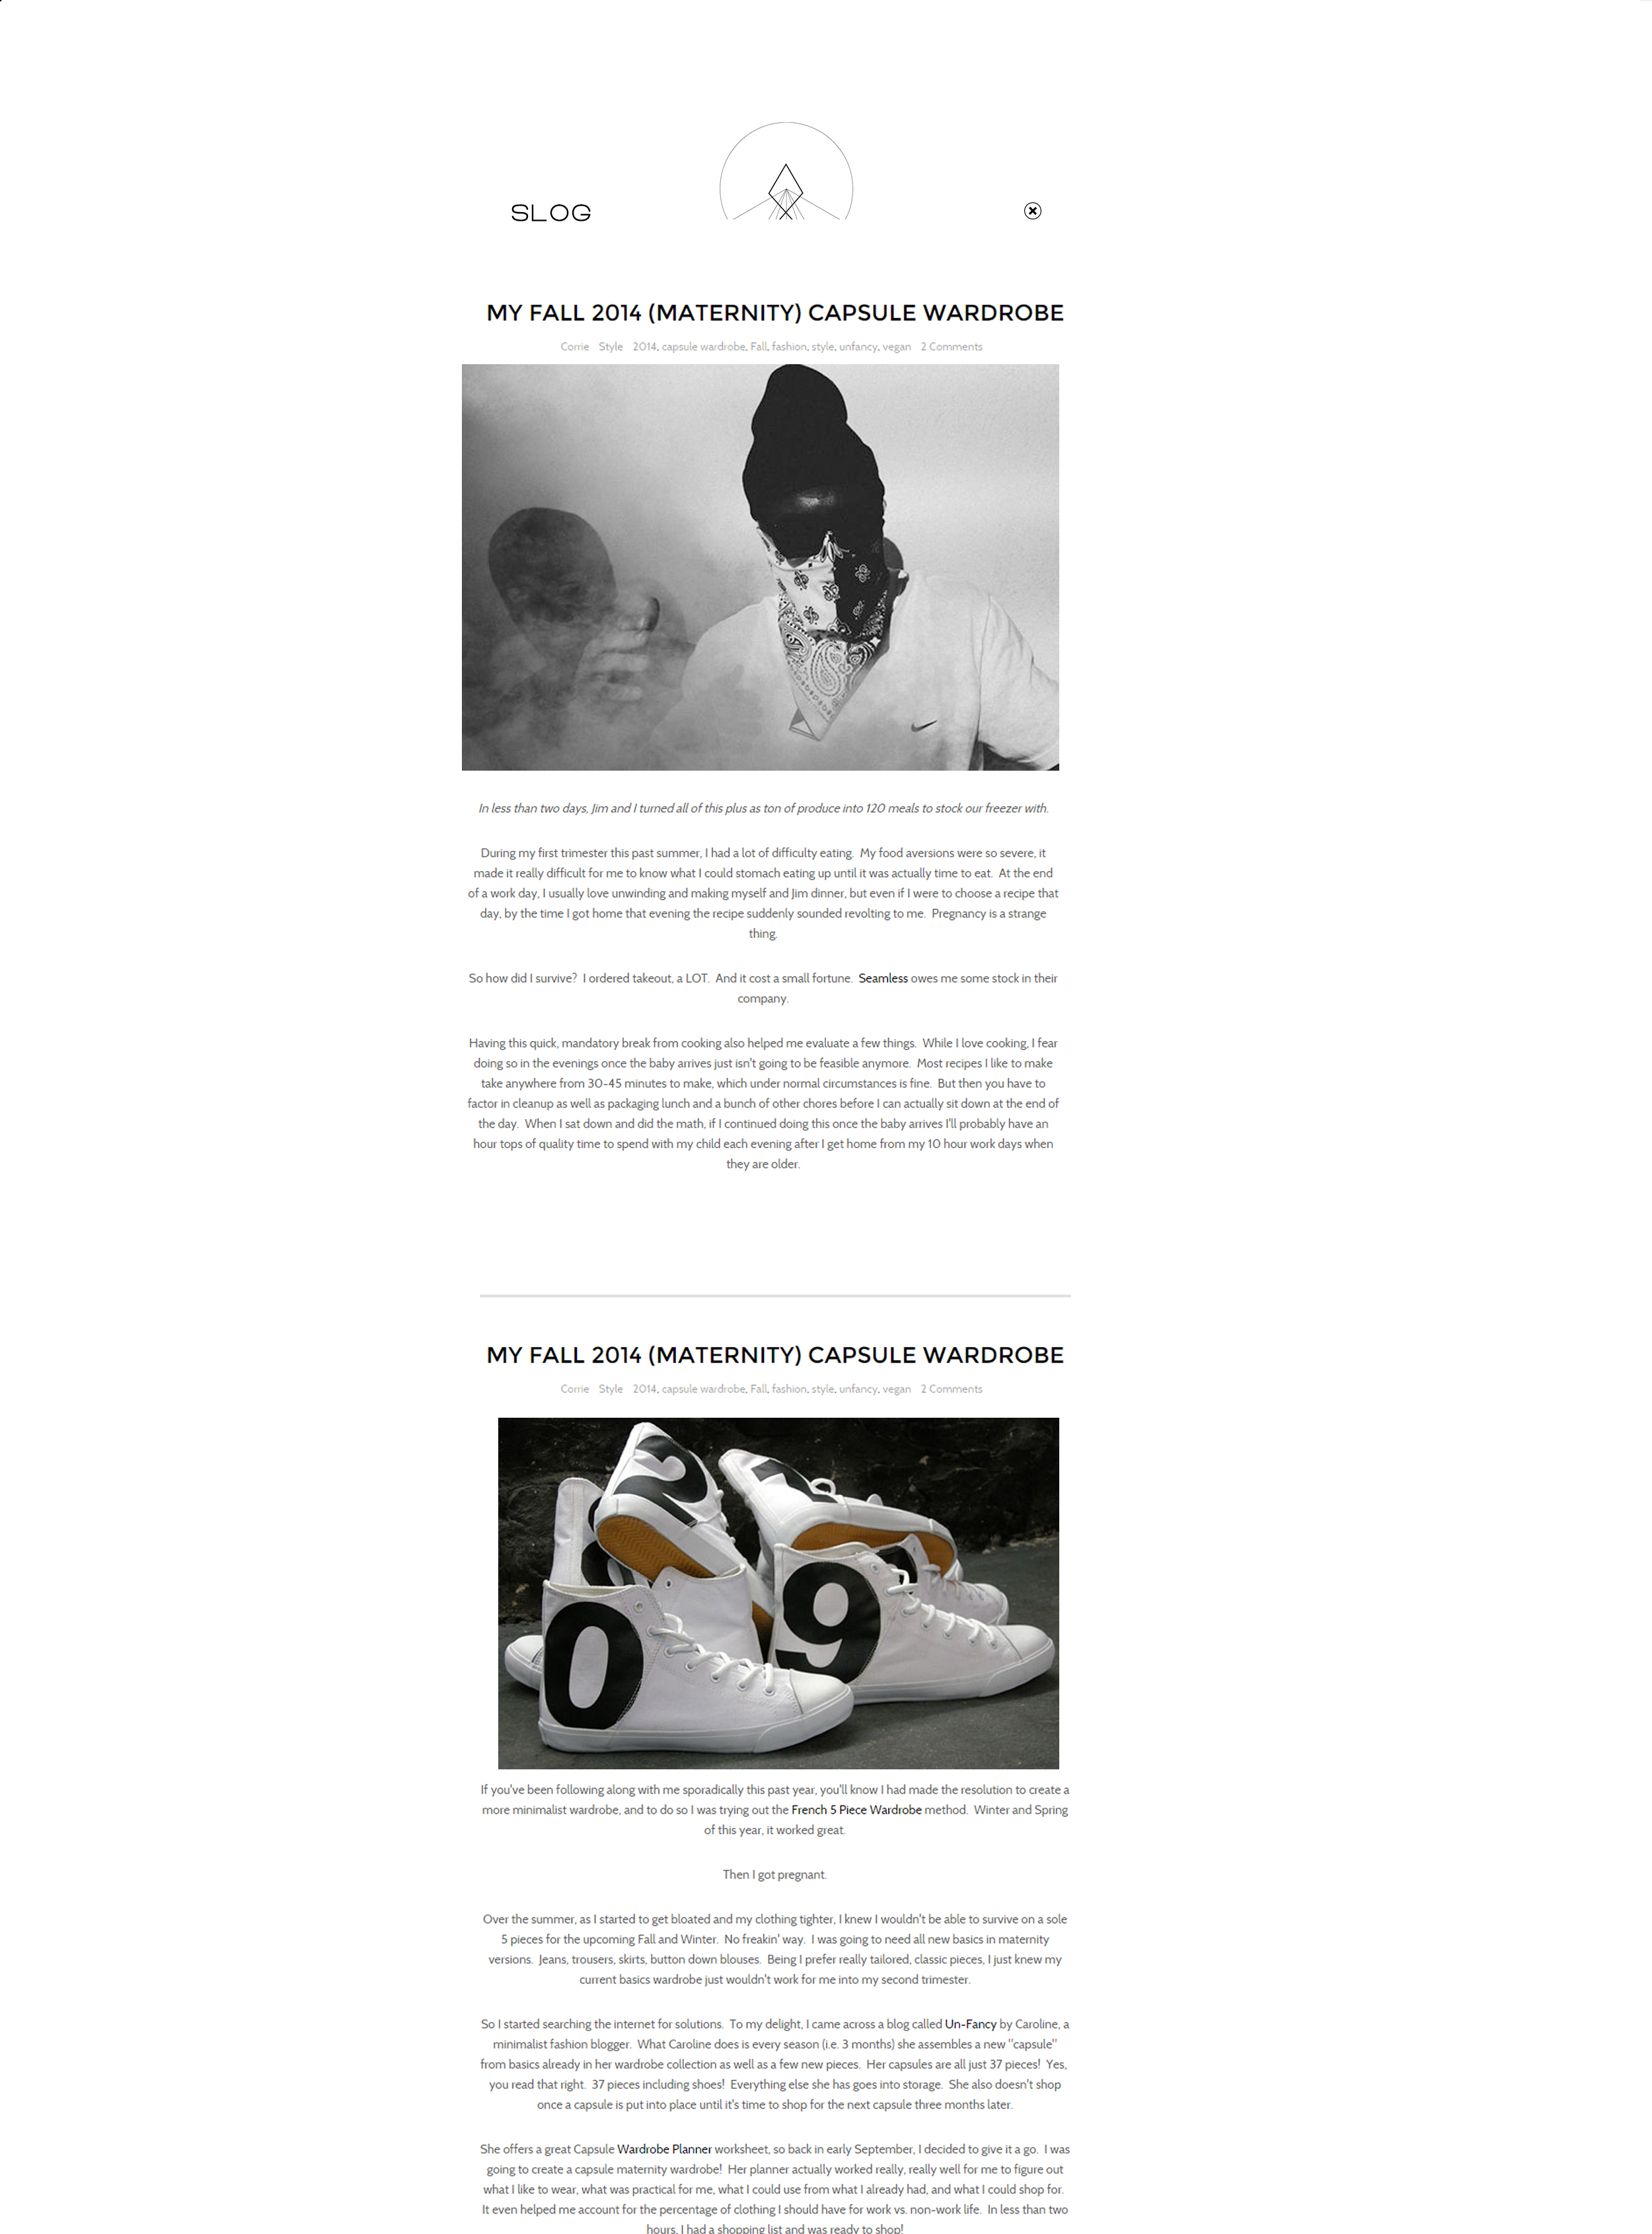 SLOG
MY FALL 2014 (MATERNITY) CAPSULE WARDROBE
Corrie Style 2014, capsule wardrobe, Fall, fashion, style, unfancy, vegan 2 Comments
In less than two days, Jim and I turned all of this plus as ton of produce into 120 meals to stock our freezer with.
During my first trimester this past summer, I had a lot of difficulty eating. My food aversions were so severe, it
made it really difficult for me to know what I could stomach eating up until it was actually time to eat. At the end
of a work day, I usually love unwinding and making myself and Jim dinner, but even if I were to choose a recipe that
day, by the time I got home that evening the recipe suddenly sounded revolting to me. Pregnancy is a strange
thing.
So how did I survive? I ordered takeout, a LOT. And it cost a small fortune. Seamless owes me some stock in their
company.
Having this quick, mandatory break from cooking also helped me evaluate a few things. While I love cooking, I fear
doing so in the evenings once the baby arrives just isn't going to be feasible anymore. Most recipes I like to make
take anywhere from 30-45 minutes to make, which under normal circumstances is fine. But then you have to
factor in cleanup as well as packaging lunch and a bunch of other chores before I can actually sit down at the end of
the day. When I sat down and did the math, if I continued doing this once the baby arrives I'll probably have an
hour tops of quality time to spend with my child each evening after I get home from my 10 hour work days when
they are older.
MY FALL 2014 (MATERNITY) CAPSULE WARDROBE
Corrie Style 2014, capsule wardrobe, Fall, fashion, style, unfancy, vegan 2 Comments
2
0
9
If you've been following along with me sporadically this past year, you'll know I had made the resolution to create a
more minimalist wardrobe, and to do so I was trying out the French 5 Piece Wardrobe method. Winter and Spring
of this year, it worked great.
Then I got pregnant.
Over the summer, as I started to get bloated and my clothing tighter, I knew I wouldn't be able to survive on a sole
5 pieces for the upcoming Fall and Winter. No freakin' way. I was going to need all new basics in maternity
versions. Jeans, trousers, skirts, button down blouses. Being I prefer really tailored, classic pieces, I just knew my
current basics wardrobe just wouldn't work for me into my second trimester.
So I started searching the internet for solutions. To my delight, I came across a blog called Un-Fancy by Caroline, a
minimalist fashion blogger. What Caroline does is every season (i.e. 3 months) she assembles a new "capsule"
from basics already in her wardrobe collection as well as a few new pieces. Her capsules are all just 37 pieces! Yes,
you read that right. 37 pieces including shoes! Everything else she has goes into storage. She also doesn't shop
once a capsule is put into place until it's time to shop for the next capsule three months later.
She offers a great Capsule Wardrobe Planner worksheet, so back in early September, I decided to give it a go. I was
going to create a capsule maternity wardrobe! Her planner actually worked really, really well for me to figure out
what I like to wear, what was practical for me, what I could use from what I already had, and what I could shop for.
It even helped me account for the percentage of clothing I should have for work vs. non-work life. In less than two
hours, I had a shopping list and was ready to shop!